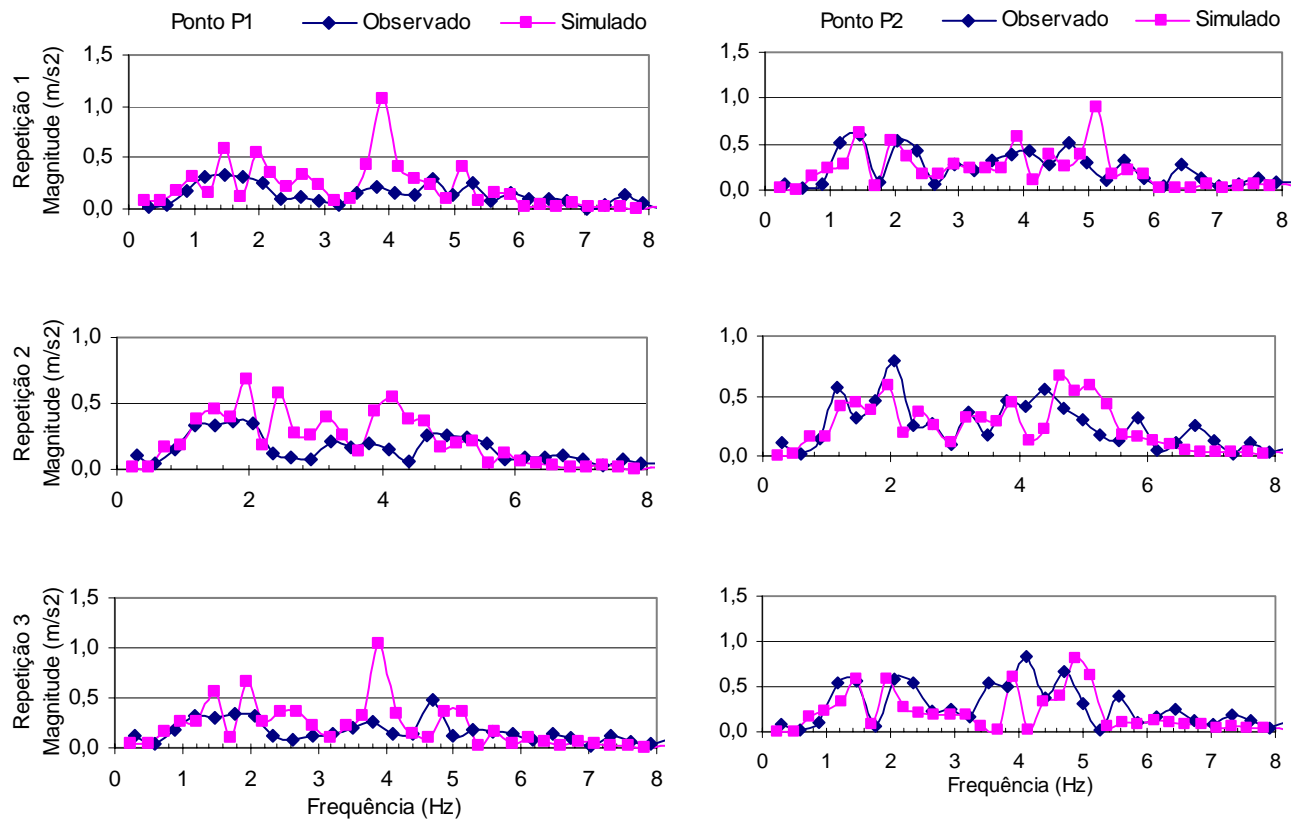 Ponto P1 Observado Simulado
Ponto P2 Observado Simulado
Repetição 1
Magnitude (m/s2)
1,5
1,0
0,5
0,0
0 1 2 3 4 5 6 7 8
1,5
1,0
0,5
0,0
0 1 2 3 4 5 6 7 8
Repetição 2
Magnitude (m/s2)
1,0
0,5
0,0
0 2 4 6 8
1,0
0,5
0,0
0 2 4 6 8
Repetição 3
Magnitude (m/s2)
1,5
1,0
0,5
0,0
0 1 2 3 4 5 6 7 8
Frequência (Hz)
1,5
1,0
0,5
0,0
0 1 2 3 4 5 6 7 8
Frequência (Hz)